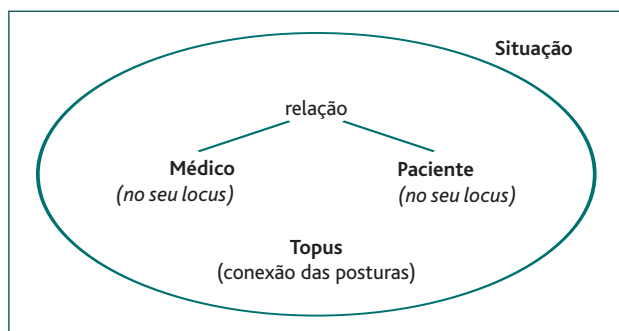 Situação
relação
Médico
(no seu locus)
Paciente
(no seu locus)
Topus
(conexão das posturas)